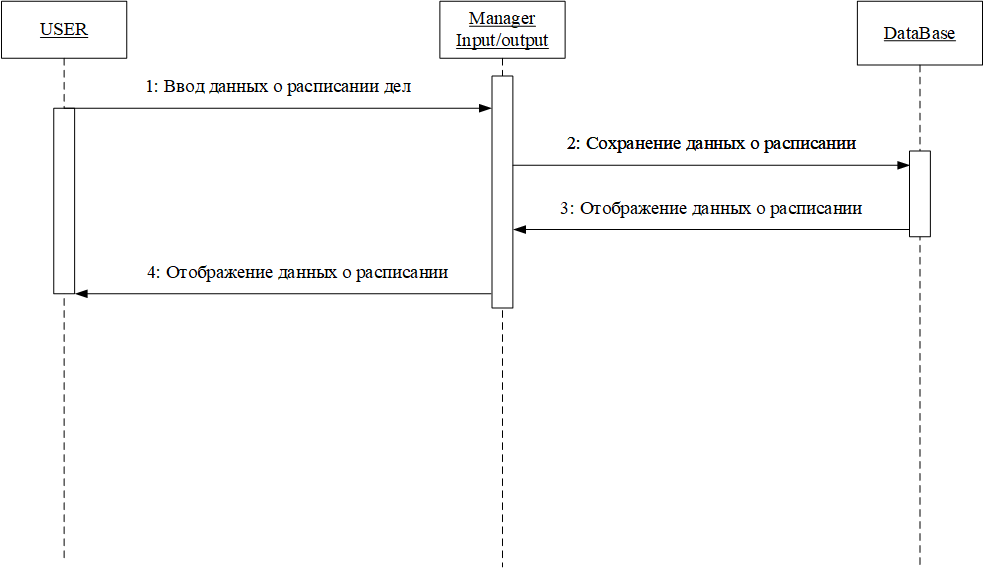 USER
Manager
Input/output
DataBase
1: Ввод данных о расписании дел
2: Сохранение данных о расписании
3: Отображение данных о расписании
4: Отображение данных о расписании